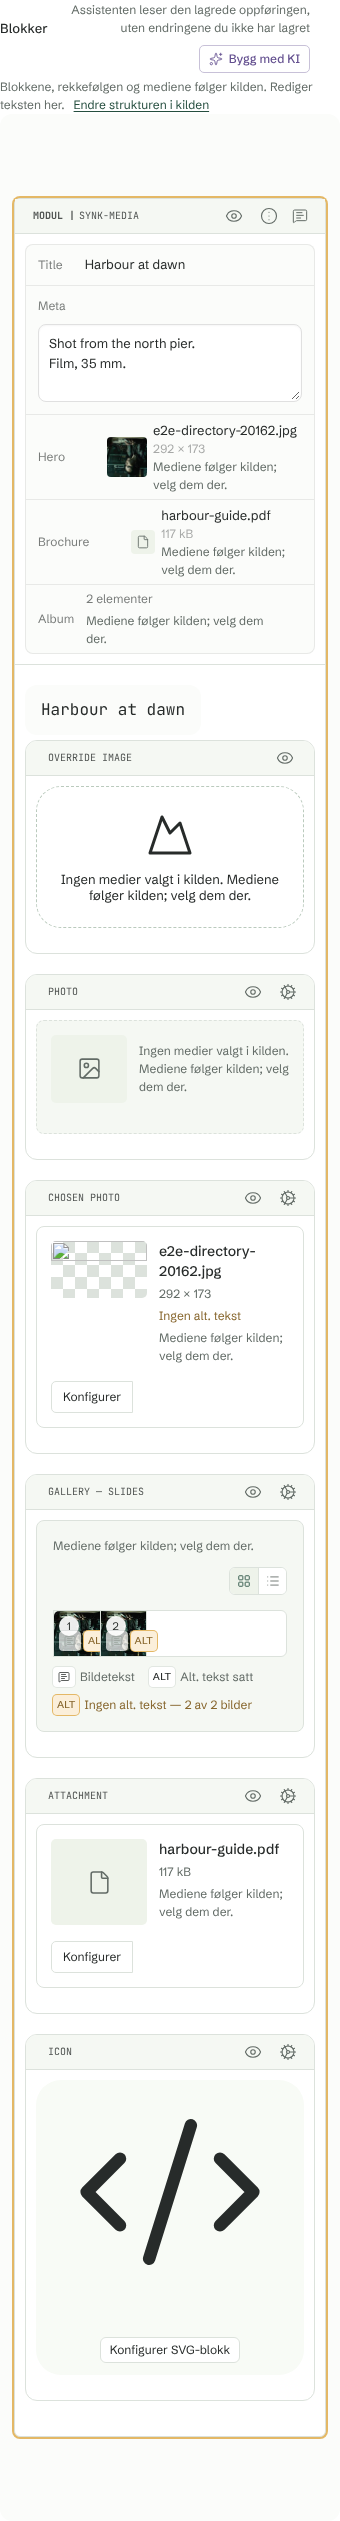 Assistenten leser den lagrede oppføringen,
Blokker
uten endringene du ikke har lagret
Bygg med KI
Blokkene, rekkefølgen og mediene følger kilden. Rediger
teksten her. Endre strukturen i kilden
MODUL | SYNK-MEDIA
Title Harbour at dawn
Meta
Shot from the north pier.
Film, 35 mm.
e2e-directory-20162.jpg
292 × 173
Hero
Mediene følger kilden;
velg dem der.
harbour-guide.pdf
117 kB
Brochure
Mediene følger kilden;
velg dem der.
2 elementer
Album
Mediene følger kilden; velg dem
der.
Harbour at dawn
OVERRIDE IMAGE
Ingen medier valgt i kilden. Mediene
følger kilden; velg dem der.
PHOTO
Ingen medier valgt i kilden.
Mediene følger kilden; velg
dem der.
CHOSEN PHOTO
e2e-directory-
20162.jpg
292 × 173
Ingen alt. tekst
Mediene følger kilden;
velg dem der.
Konfigurer
GALLERY — SLIDES
Mediene følger kilden; velg dem der.
1 2
AL ALT
Bildetekst ALT Alt. tekst satt
ALT Ingen alt. tekst — 2 av 2 bilder
ATTACHMENT
harbour-guide.pdf
117 kB
Mediene følger kilden;
velg dem der.
Konfigurer
ICON
Konfigurer SVG-blokk